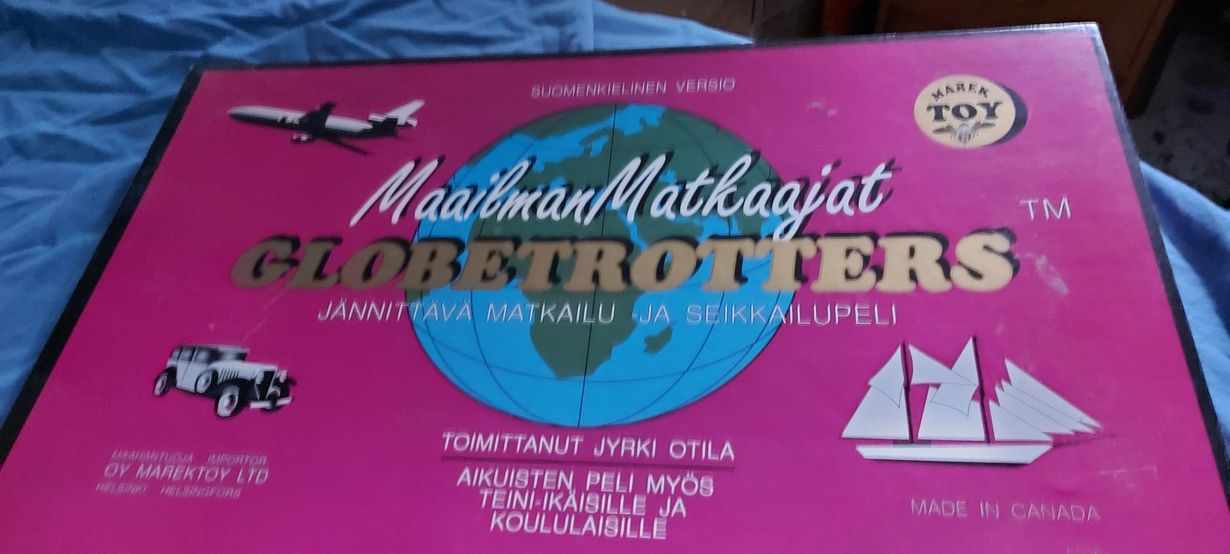 SUOMENKIELINEN VERSIO
MAREK
TOY
MaailmanMatkaajat
TM
GLOBETROTTERS
JÄNNITTÄVÄ MATKAILU -JA SEIKKAILUPELI
TOIMITTANUT JYRKI OTILA
MAAHANTUOJA IMPORTOR
OY MAREKTOY LTD
HELSINKI HELSINGFORS
AIKUISTEN PELI MYÖS
TEINI-IKÄISILLE JA
KOULULAISILLE
MADE IN CANADA